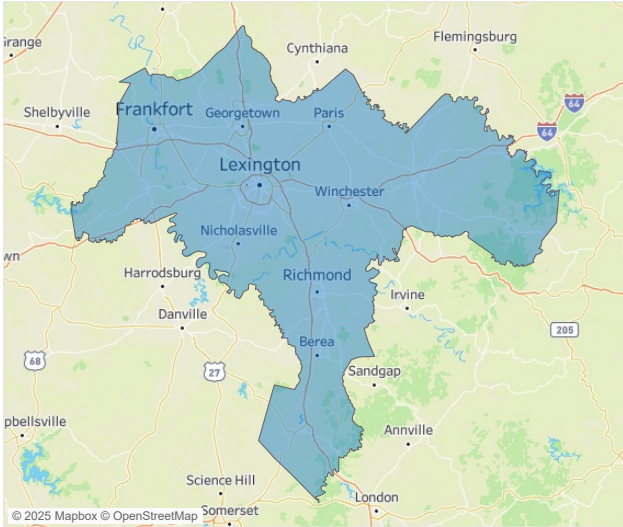 Grange
Cynthiana
Flemingsburg
Shelbyville
Frankfort
Georgetown
Paris
64
64
Lexington
Winchester
Nicholasville
wn
Harrodsburg
Richmond
Irvine
Danville
205
68
27
Berea
Sandgap
pbellsville
Annville
Science Hill
London
Somerset
© 2025 Mapbox © OpenStreetMap